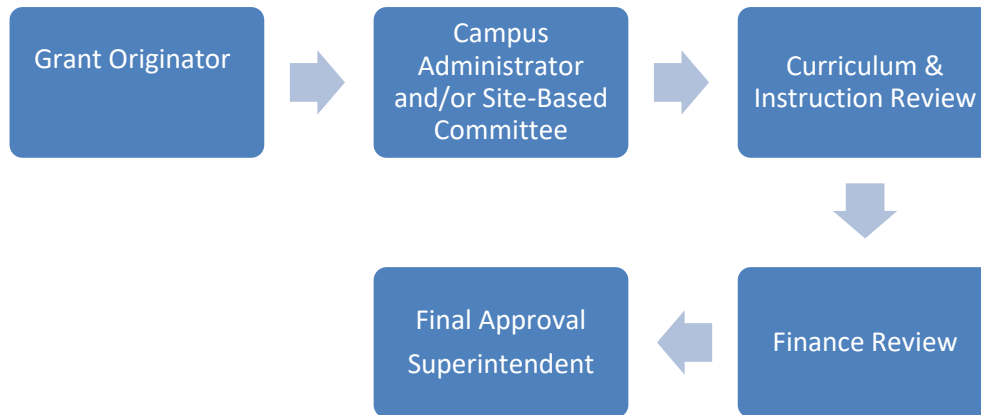 Grant Originator
Campus
Administrator
and/or Site-Based
Committee
Curriculum &
Instruction Review
Finance Review
Final Approval
Superintendent